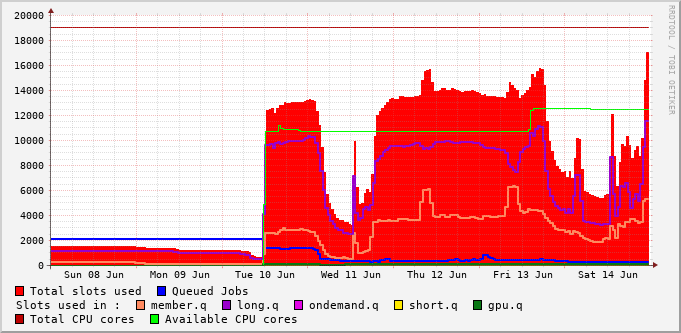 20000
18000
16000
14000
12000
10000
8000
6000
4000
2000
0
Sun 08 Jun Mon 09 Jun Tue 10 Jun Wed 11 Jun Thu 12 Jun Fri 13 Jun Sat 14 Jun
Total slots used Queued Jobs
Slots used in : member.q long.q ondemand.q short.q gpu.q
Total CPU cores Available CPU cores
RRDTOOL / TOBI OETIKER